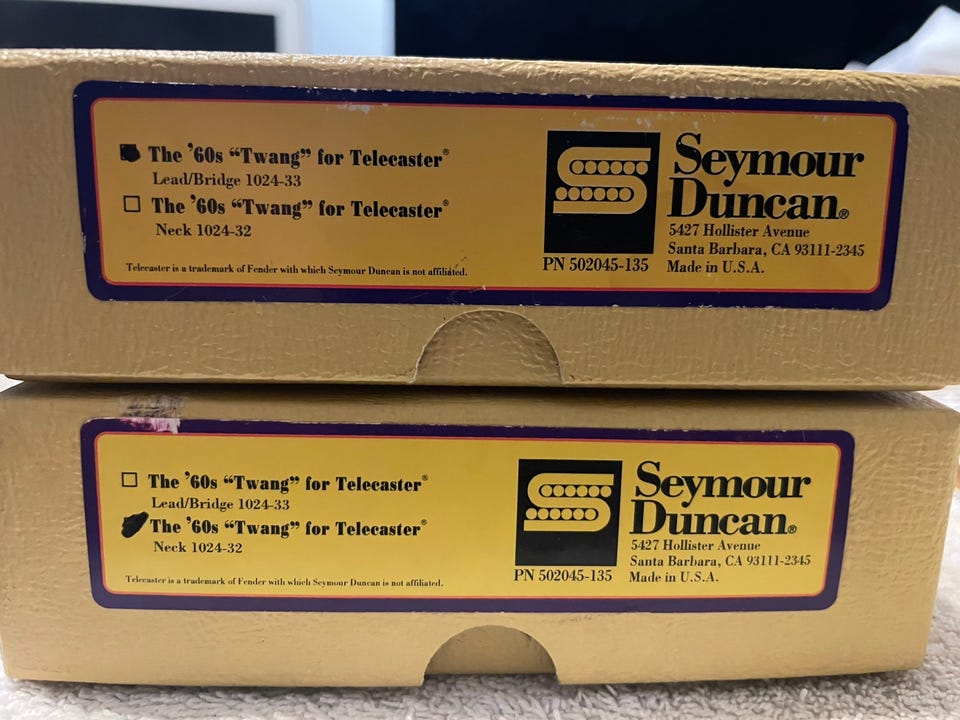 The '60s “Twang” for Telecaster®
Lead/Bridge 1024-33
The '60s “Twang” for Telecaster®
Neck 1024-32
Telecaster is a trademark of Fender with which Seymour Duncan is not affiliated.
PN 502045-135
Seymour
Duncan®
5427 Hollister Avenue
Santa Barbara, CA 93111-2345
Made in U.S.A.
The '60s “Twang” for Telecaster®
Lead/Bridge 1024-33
The '60s “Twang” for Telecaster®
Neck 1024-32
Telecaster is a trademark of Fender with which Seymour Duncan is not affiliated.
PN 502045-135
Seymour
Duncan®
5427 Hollister Avenue
Santa Barbara, CA 93111-2345
Made in U.S.A.